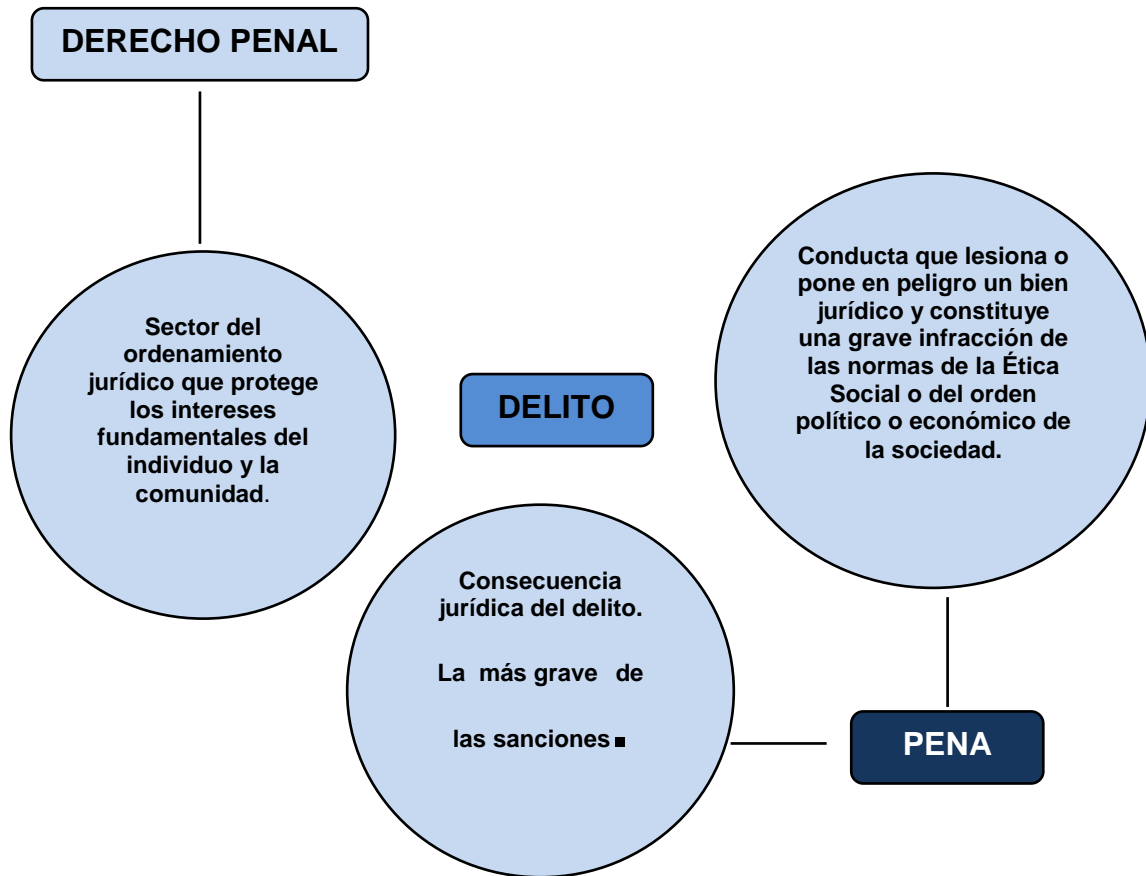 DERECHO PENAL
Sector del
ordenamiento
jurídico que protege
los intereses
fundamentales del
individuo y la
comunidad.
DELITO
Conducta que lesiona o
pone en peligro un bien
jurídico y constituye
una grave infracción de
las normas de la Ética
Social o del orden
político o económico de
la sociedad.
Consecuencia
jurídica del delito.
La más grave de
las sanciones.
PENA